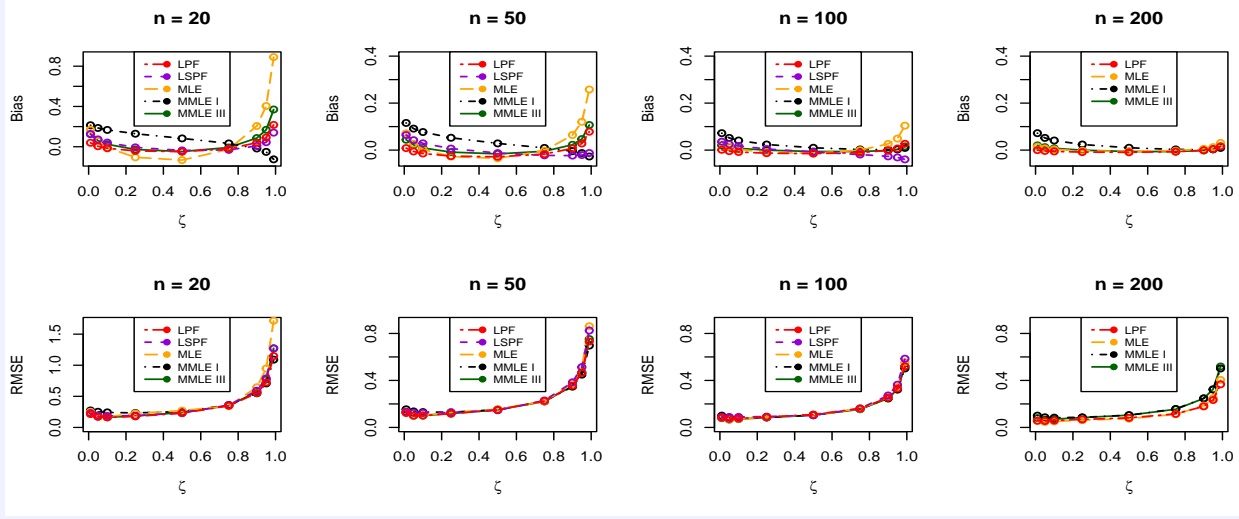 n = 20
Bias
0.0 0.4 0.8
LPF
LSPF
MLE
MMLE I
MMLE III
0.0 0.2 0.4 0.6 0.8 1.0
ζ
n = 50
Bias
0.0 0.2 0.4
LPF
LSPF
MLE
MMLE I
MMLE III
0.0 0.2 0.4 0.6 0.8 1.0
ζ
n = 100
Bias
0.0 0.2 0.4
LPF
LSPF
MLE
MMLE I
MMLE III
0.0 0.2 0.4 0.6 0.8 1.0
ζ
n = 200
Bias
0.0 0.2 0.4
LPF
MLE
MMLE I
MMLE III
0.0 0.2 0.4 0.6 0.8 1.0
ζ
n = 20
RMSE
0.0 0.5 1.0 1.5
LPF
LSPF
MLE
MMLE I
MMLE III
0.0 0.2 0.4 0.6 0.8 1.0
ζ
n = 50
RMSE
0.0 0.4 0.8
LPF
LSPF
MLE
MMLE I
MMLE III
0.0 0.2 0.4 0.6 0.8 1.0
ζ
n = 100
RMSE
0.0 0.4 0.8
LPF
LSPF
MLE
MMLE I
MMLE III
0.0 0.2 0.4 0.6 0.8 1.0
ζ
n = 200
RMSE
0.0 0.4 0.8
LPF
MLE
MMLE I
MMLE III
0.0 0.2 0.4 0.6 0.8 1.0
ζ